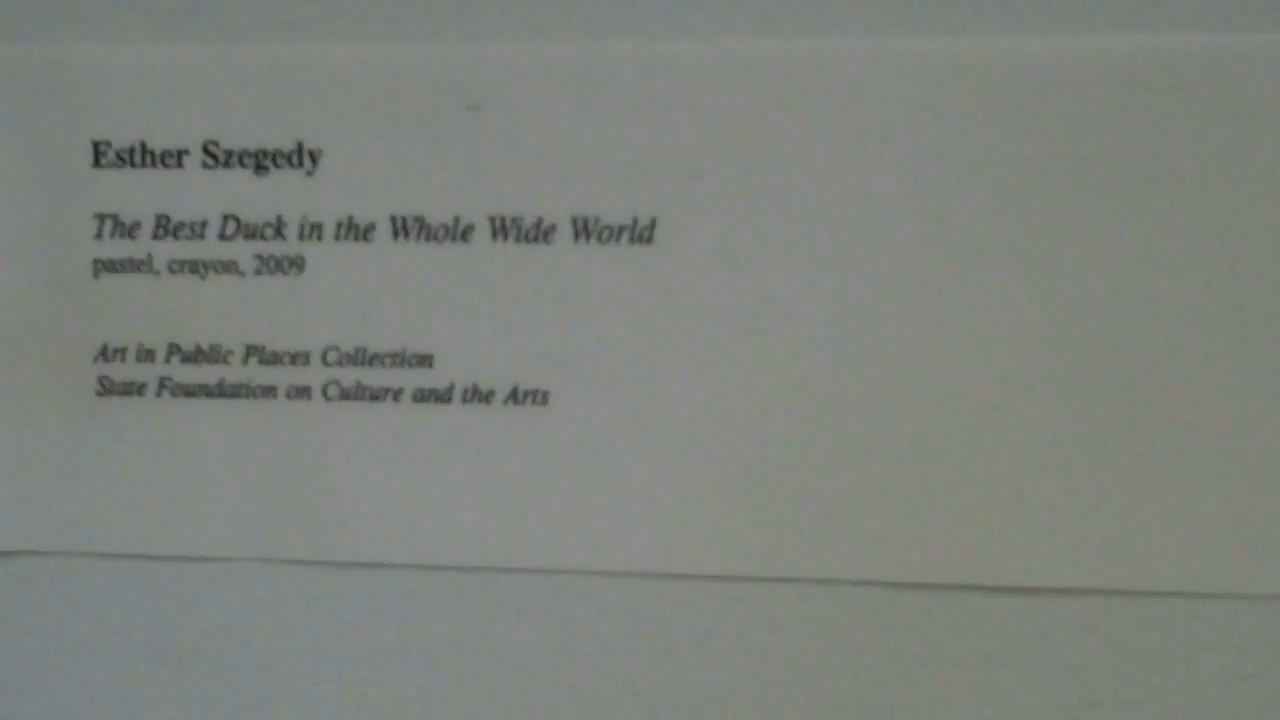 Esther Szegedy
The Best Duck in the Whole Wide World
pastel, crayon, 2009
Art in Public Places Collection
State Foundation on Culture and the Arts